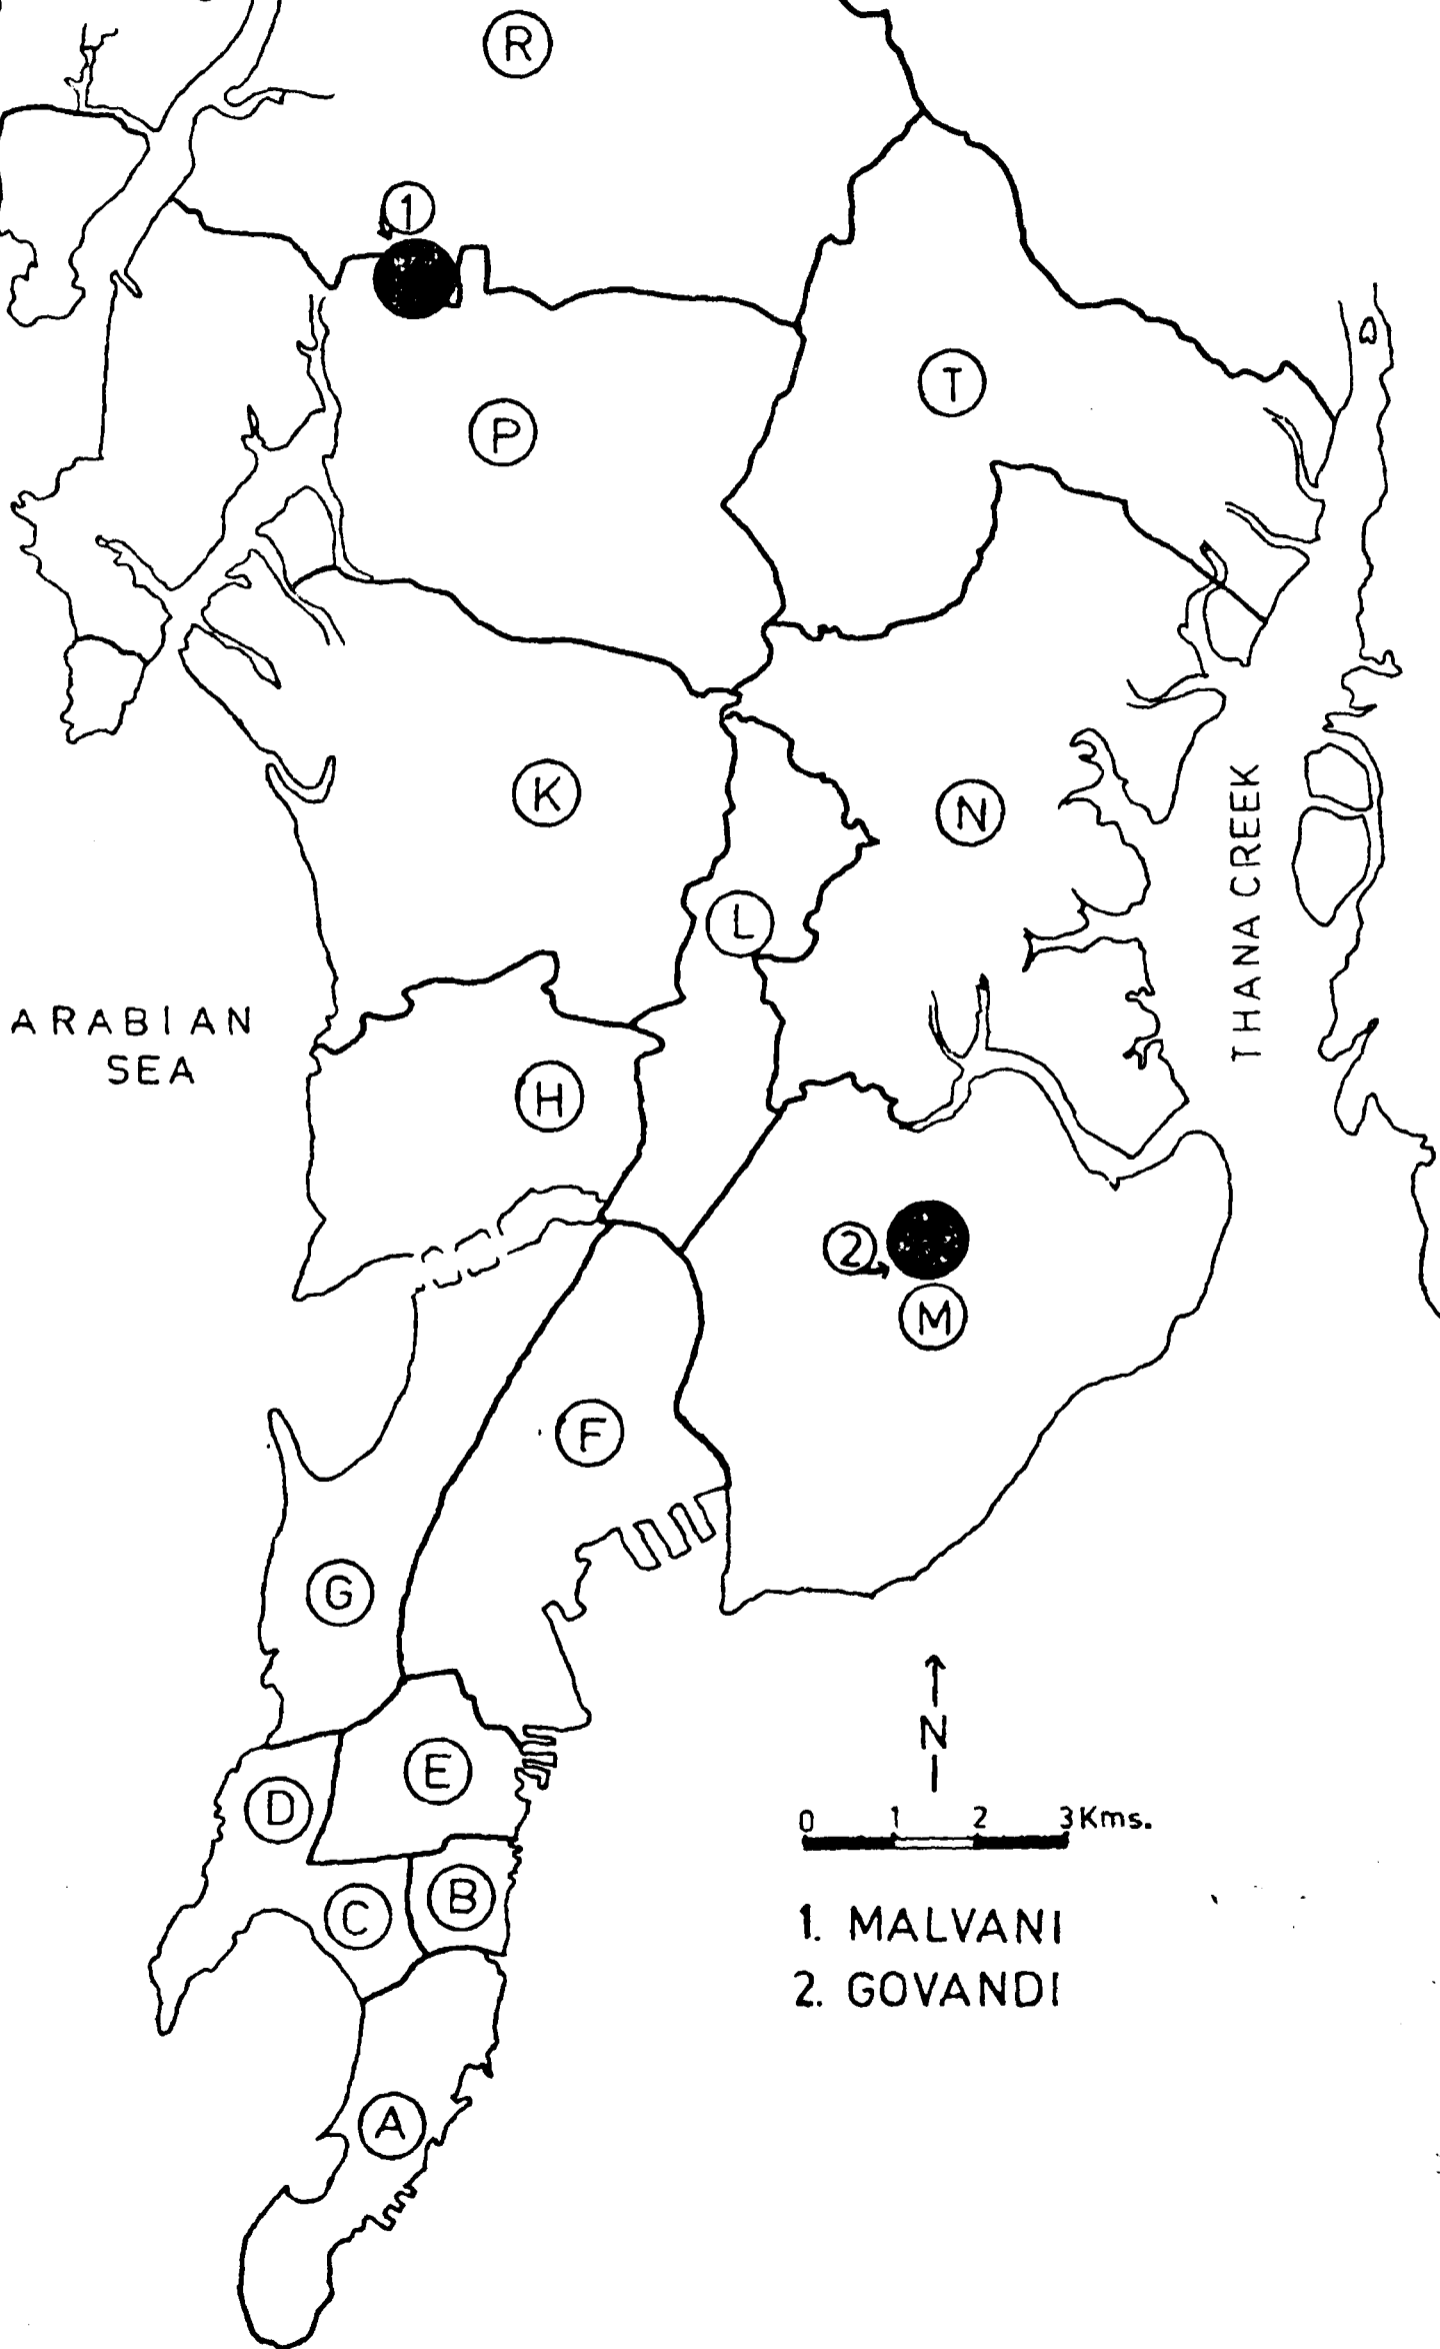 R
1
T
P
K
N
THANA CREEK
L
ARABIAN
SEA
H
2
M
F
G
N
E
D
0 1 2 3Kms.
B
C
1. MALVANI
2. GOVANDI
A